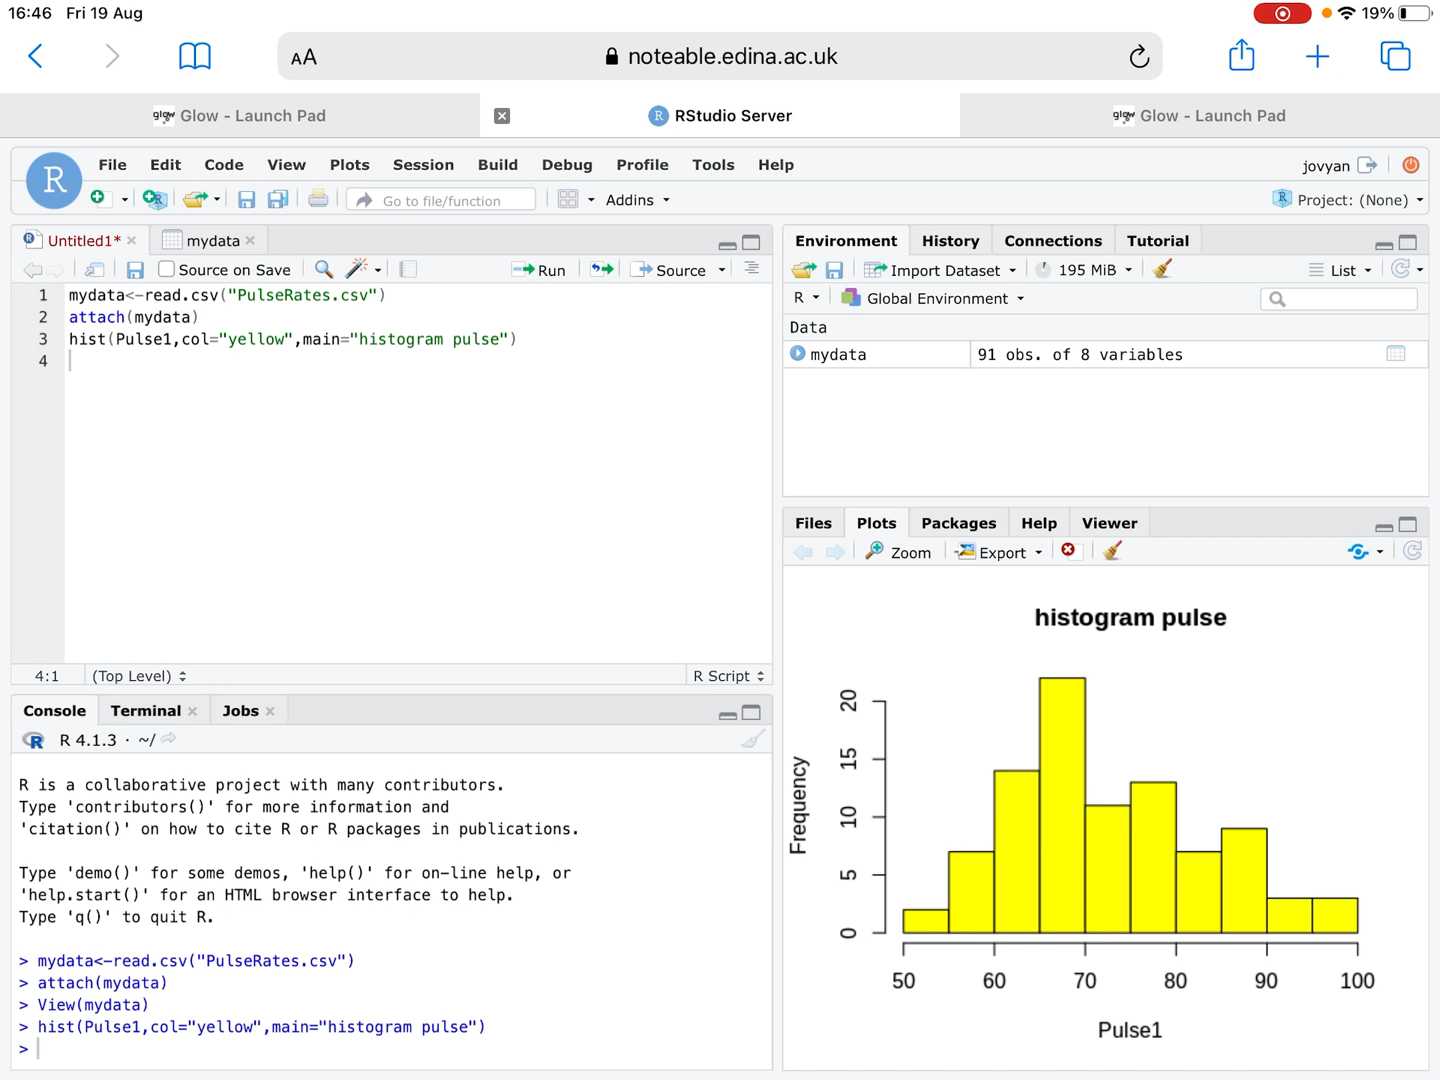 16:46 Fri 19 Aug
19%
AA
noteable.edina.ac.uk
glow Glow - Launch Pad
R RStudio Server
glow Glow - Launch Pad
R
File Edit Code View Plots Session Build Debug Profile Tools Help
jovyan
Go to file/function
Addins
R Project: (None)
Untitled1* mydata
Source on Save
Run
Source
1 mydata<-read.csv("PulseRates.csv")
2 attach(mydata)
3 hist(Pulse1,col="yellow",main="histogram pulse")
4
4:1 (Top Level)
R Script
Console Terminal Jobs
R R 4.1.3 · ~/
R is a collaborative project with many contributors.
Type 'contributors()' for more information and
'citation()' on how to cite R or R packages in publications.
Type 'demo()' for some demos, 'help()' for on-line help, or
'help.start()' for an HTML browser interface to help.
Type 'q()' to quit R.
> mydata<-read.csv("PulseRates.csv")
> attach(mydata)
> View(mydata)
> hist(Pulse1,col="yellow",main="histogram pulse")
>
Environment History Connections Tutorial
Import Dataset
195 MiB
List
R
Global Environment
Data
mydata 91 obs. of 8 variables
Files Plots Packages Help Viewer
Zoom
Export
histogram pulse
Frequency
20
15
10
5
0
50 60 70 80 90 100
Pulse1